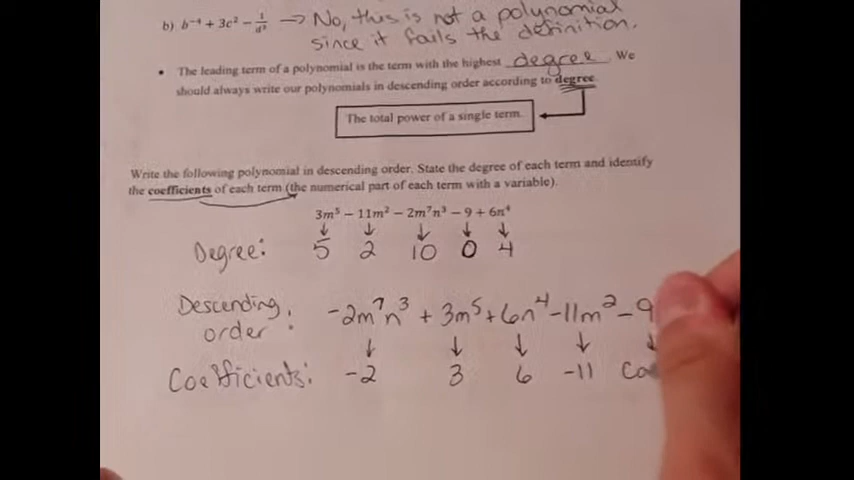 b) b⁻⁴ + 3c² − 1/d³ → No, this is not a polynomial
since it fails the definition.
• The leading term of a polynomial is the term with the highest degree. We
should always write our polynomials in descending order according to degree.
The total power of a single term.
Write the following polynomial in descending order. State the degree of each term and identify
the coefficients of each term (the numerical part of each term with a variable).
3m⁵ − 11m² − 2m⁷n³ − 9 + 6n⁴
Degree: 5 2 10 0 4
Descending order: -2m⁷n³ + 3m⁵ + 6n⁴ - 11m² - 9
Coefficients: -2 3 6 -11